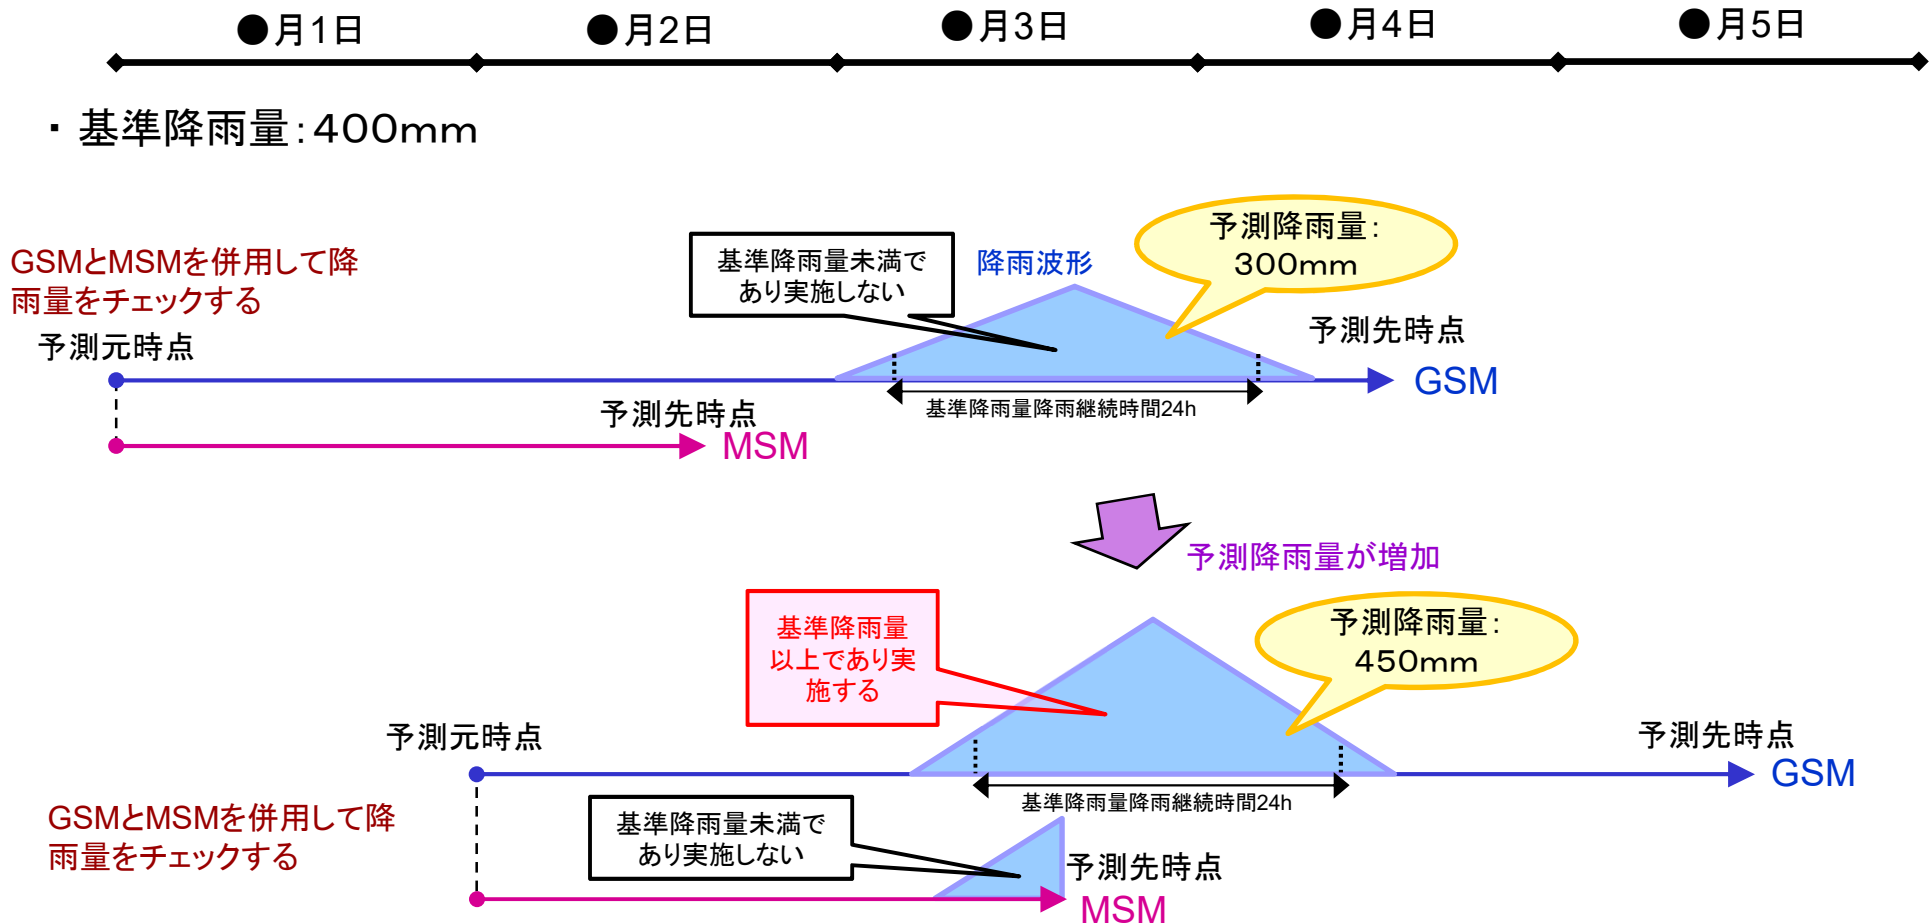 ●月1日
●月2日
●月3日
●月4日
●月5日
・基準降雨量:400mm
GSMとMSMを併用して降
雨量をチェックする
基準降雨量未満で
あり実施しない
降雨波形
予測降雨量:
300mm
予測元時点
予測先時点
GSM
基準降雨量降雨継続時間24h
予測先時点
MSM
予測降雨量が増加
基準降雨量
以上であり実
施する
予測降雨量:
450mm
予測元時点
予測先時点
GSM
基準降雨量降雨継続時間24h
GSMとMSMを併用して降
雨量をチェックする
基準降雨量未満で
あり実施しない
予測先時点
MSM